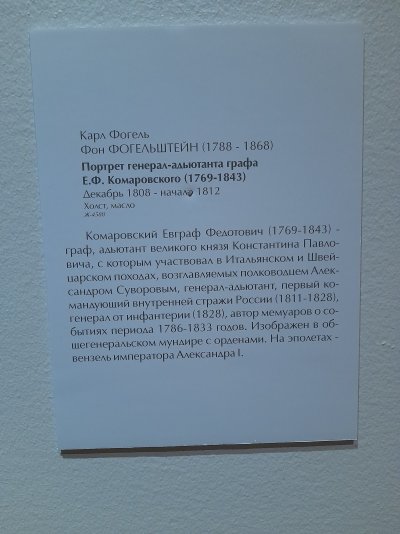 Карл Фогель
Фон ФОГЕЛЬШТЕЙН (1788 - 1868)
Портрет генерал-адъютанта графа
Е.Ф. Комаровского (1769-1843)
Декабрь 1808 - начало 1812
Холст, масло
Ж-4580
Комаровский Евграф Федотович (1769-1843) -
граф, адъютант великого князя Константина Павло-
вича, с которым участвовал в Итальянском и Швей-
царском походах, возглавляемых полководцем Алек-
сандром Суворовым, генерал-адъютант, первый ко-
мандующий внутренней стражи России (1811-1828),
генерал от инфантерии (1828), автор мемуаров о со-
бытиях периода 1786-1833 годов. Изображен в об-
щегенеральском мундире с орденами. На эполетах -
вензель императора Александра I.